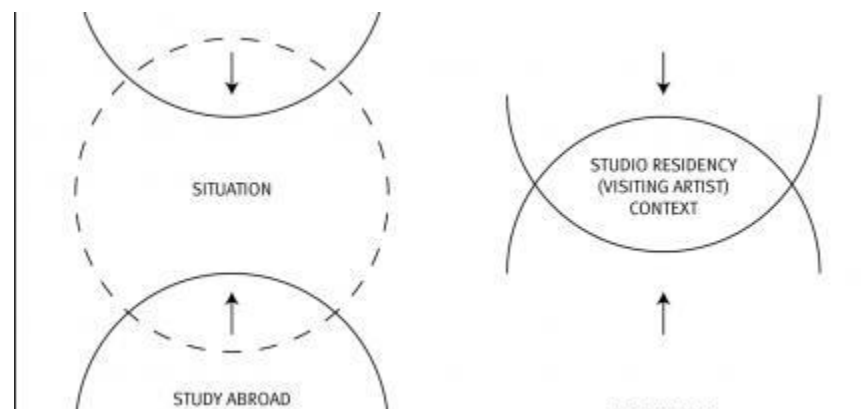 SITUATION
STUDY ABROAD
STUDIO RESIDENCY
(VISITING ARTIST)
CONTEXT